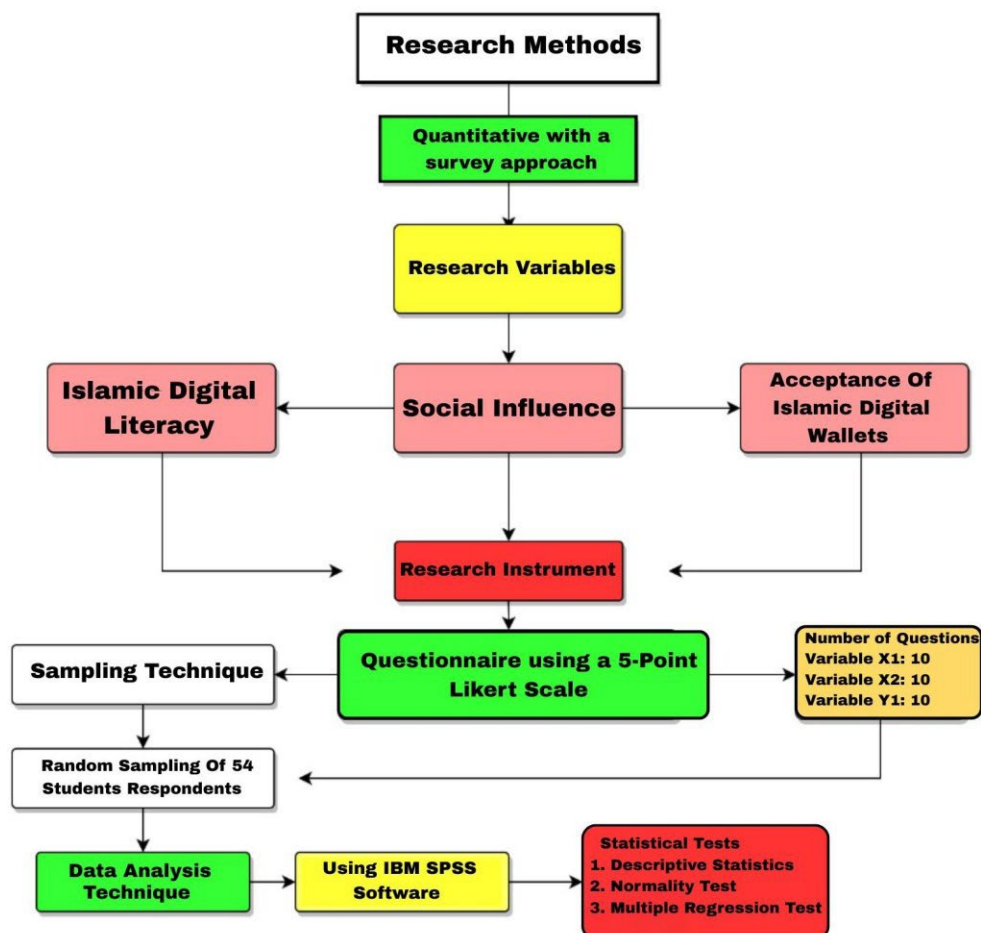 Research Methods
Quantitative with a
survey approach
Research Variables
Islamic Digital
Literacy
Social Influence
Acceptance Of
Islamic Digital
Wallets
Research Instrument
Sampling Technique
Questionnaire using a 5-Point
Likert Scale
Number of Questions
Variable X1: 10
Variable X2: 10
Variable Y1: 10
Random Sampling Of 54
Students Respondents
Data Analysis
Technique
Using IBM SPSS
Software
Statistical Tests
1. Descriptive Statistics
2. Normality Test
3. Multiple Regression Test